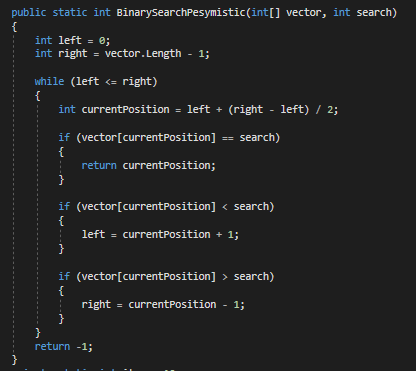 public static int BinarySearchPesymistic(int[] vector, int search)
{
int left = 0;
int right = vector.Length - 1;
while (left <= right)
{
int currentPosition = left + (right - left) / 2;
if (vector[currentPosition] == search)
{
return currentPosition;
}
if (vector[currentPosition] < search)
{
left = currentPosition + 1;
}
if (vector[currentPosition] > search)
{
right = currentPosition - 1;
}
}
return -1;
}